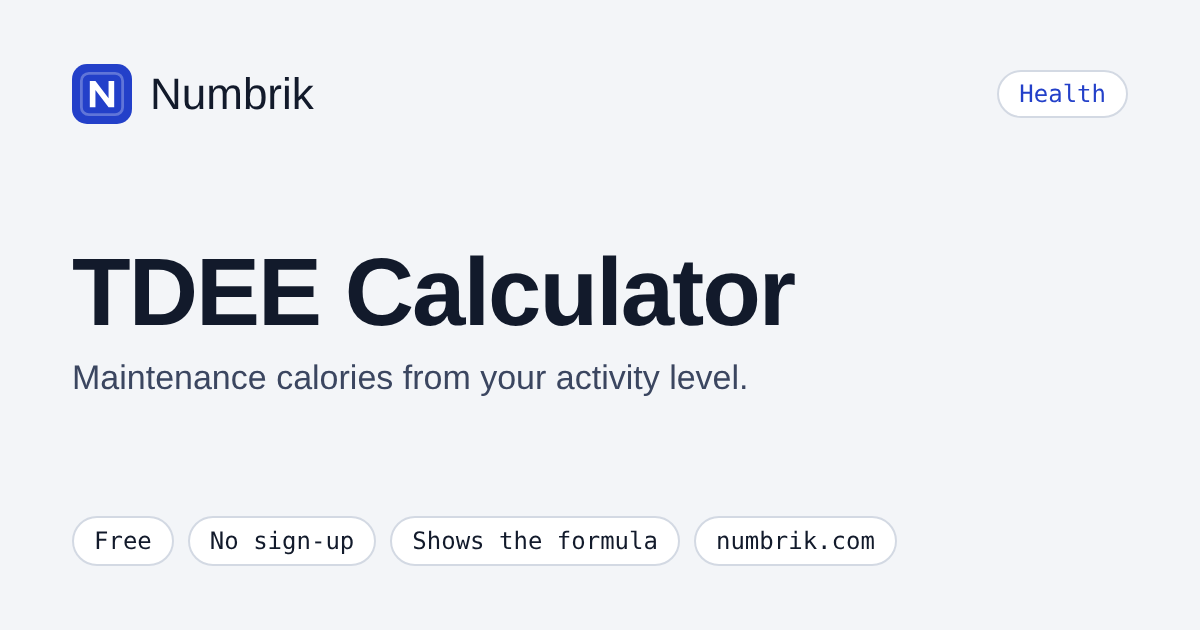 N Numbrik
Health
TDEE Calculator
Maintenance calories from your activity level.
Free
No sign-up
Shows the formula
numbrik.com